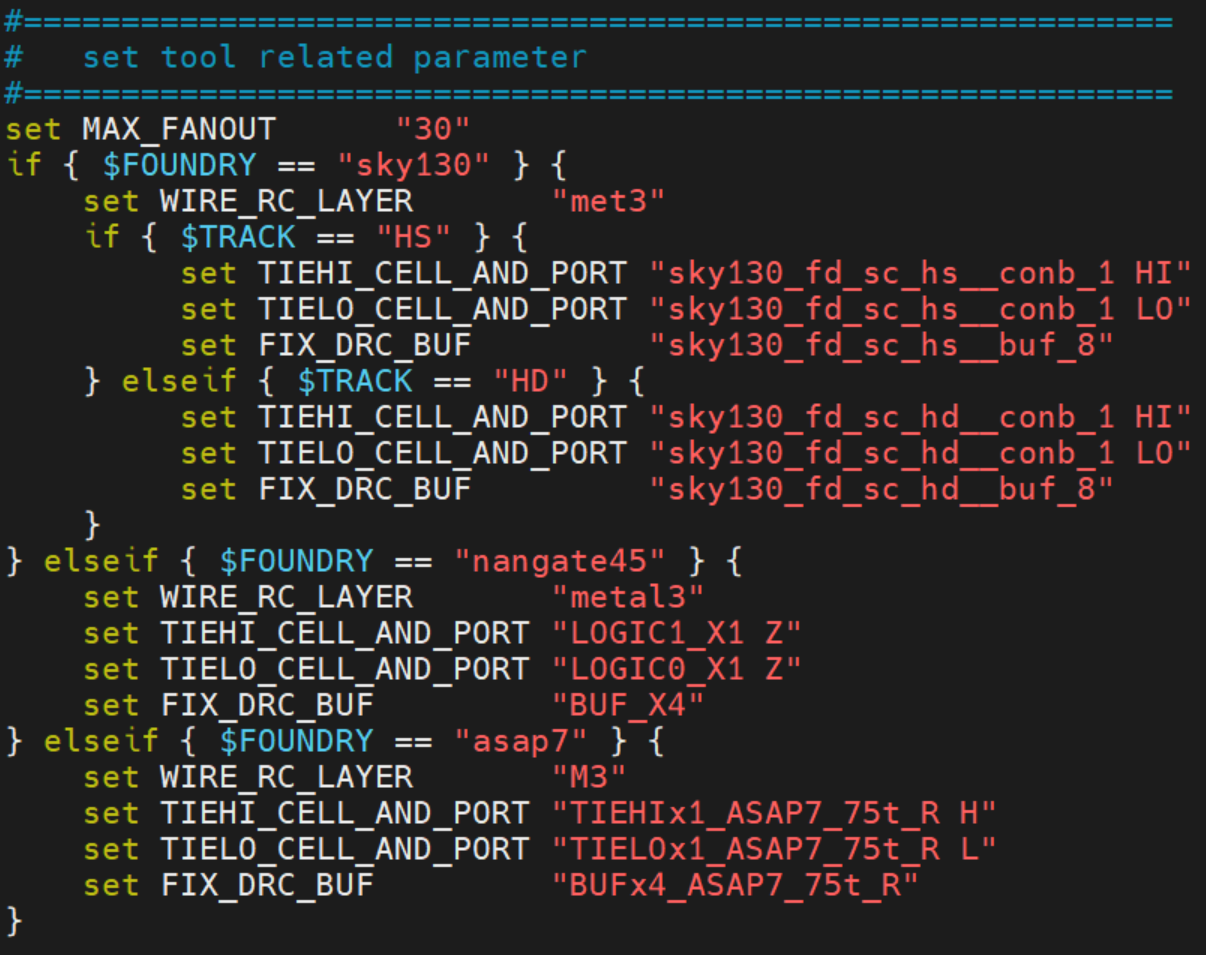 #===========================================================
#   set tool related parameter
#===========================================================
set MAX_FANOUT      "30"
if { $FOUNDRY == "sky130" } {
    set WIRE_RC_LAYER       "met3"
    if { $TRACK == "HS" } {
         set TIEHI_CELL_AND_PORT "sky130_fd_sc_hs__conb_1 HI"
         set TIELO_CELL_AND_PORT "sky130_fd_sc_hs__conb_1 LO"
         set FIX_DRC_BUF         "sky130_fd_sc_hs__buf_8"
    } elseif { $TRACK == "HD" } {
         set TIEHI_CELL_AND_PORT "sky130_fd_sc_hd__conb_1 HI"
         set TIELO_CELL_AND_PORT "sky130_fd_sc_hd__conb_1 LO"
         set FIX_DRC_BUF         "sky130_fd_sc_hd__buf_8"
    }
} elseif { $FOUNDRY == "nangate45" } {
    set WIRE_RC_LAYER       "metal3"
    set TIEHI_CELL_AND_PORT "LOGIC1_X1 Z"
    set TIELO_CELL_AND_PORT "LOGIC0_X1 Z"
    set FIX_DRC_BUF         "BUF_X4"
} elseif { $FOUNDRY == "asap7" } {
    set WIRE_RC_LAYER       "M3"
    set TIEHI_CELL_AND_PORT "TIEHIx1_ASAP7_75t_R H"
    set TIELO_CELL_AND_PORT "TIELOx1_ASAP7_75t_R L"
    set FIX_DRC_BUF         "BUFx4_ASAP7_75t_R"
}